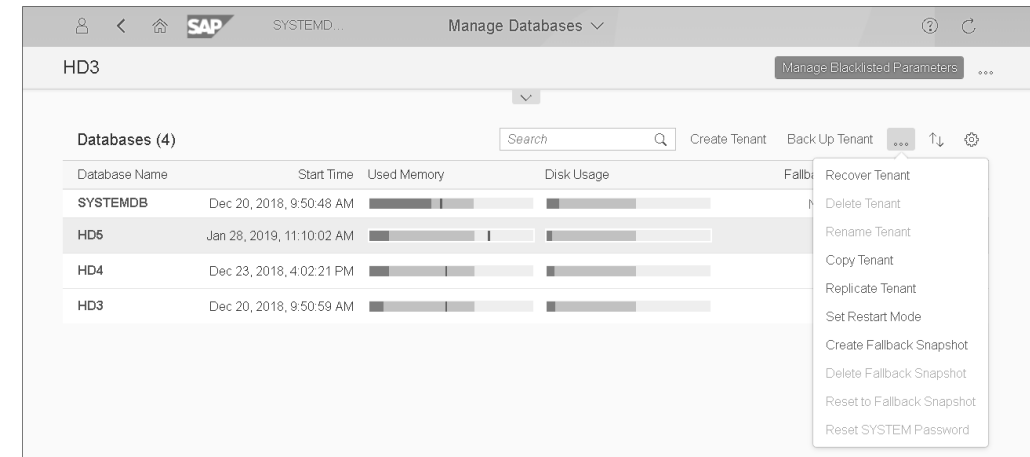 SAP SYSTEMD... Manage Databases
HD3 Manage Blacklisted Parameters ...
Databases (4) Search Create Tenant Back Up Tenant ...
Database Name Start Time Used Memory Disk Usage
SYSTEMDB Dec 20, 2018, 9:50:48 AM
HD5 Jan 28, 2019, 11:10:02 AM
HD4 Dec 23, 2018, 4:02:21 PM
HD3 Dec 20, 2018, 9:50:59 AM
Recover Tenant
Delete Tenant
Rename Tenant
Copy Tenant
Replicate Tenant
Set Restart Mode
Create Fallback Snapshot
Delete Fallback Snapshot
Reset to Fallback Snapshot
Reset SYSTEM Password